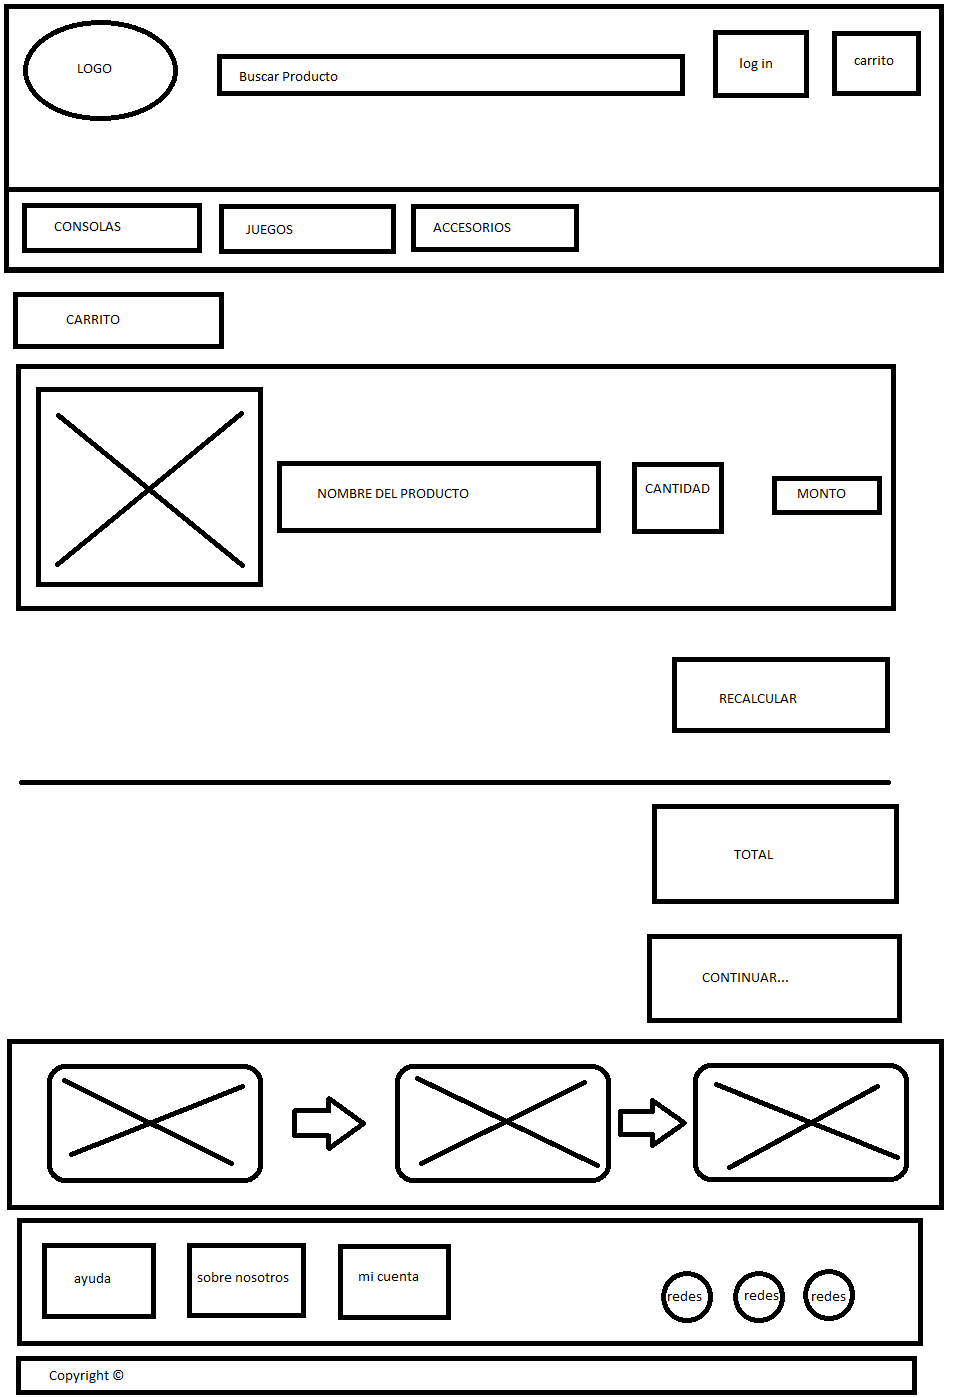 LOGO
Buscar Producto
log in
carrito
CONSOLAS
JUEGOS
ACCESORIOS
CARRITO
NOMBRE DEL PRODUCTO
CANTIDAD
MONTO
RECALCULAR
TOTAL
CONTINUAR...
ayuda
sobre nosotros
mi cuenta
redes
redes
redes
Copyright ©